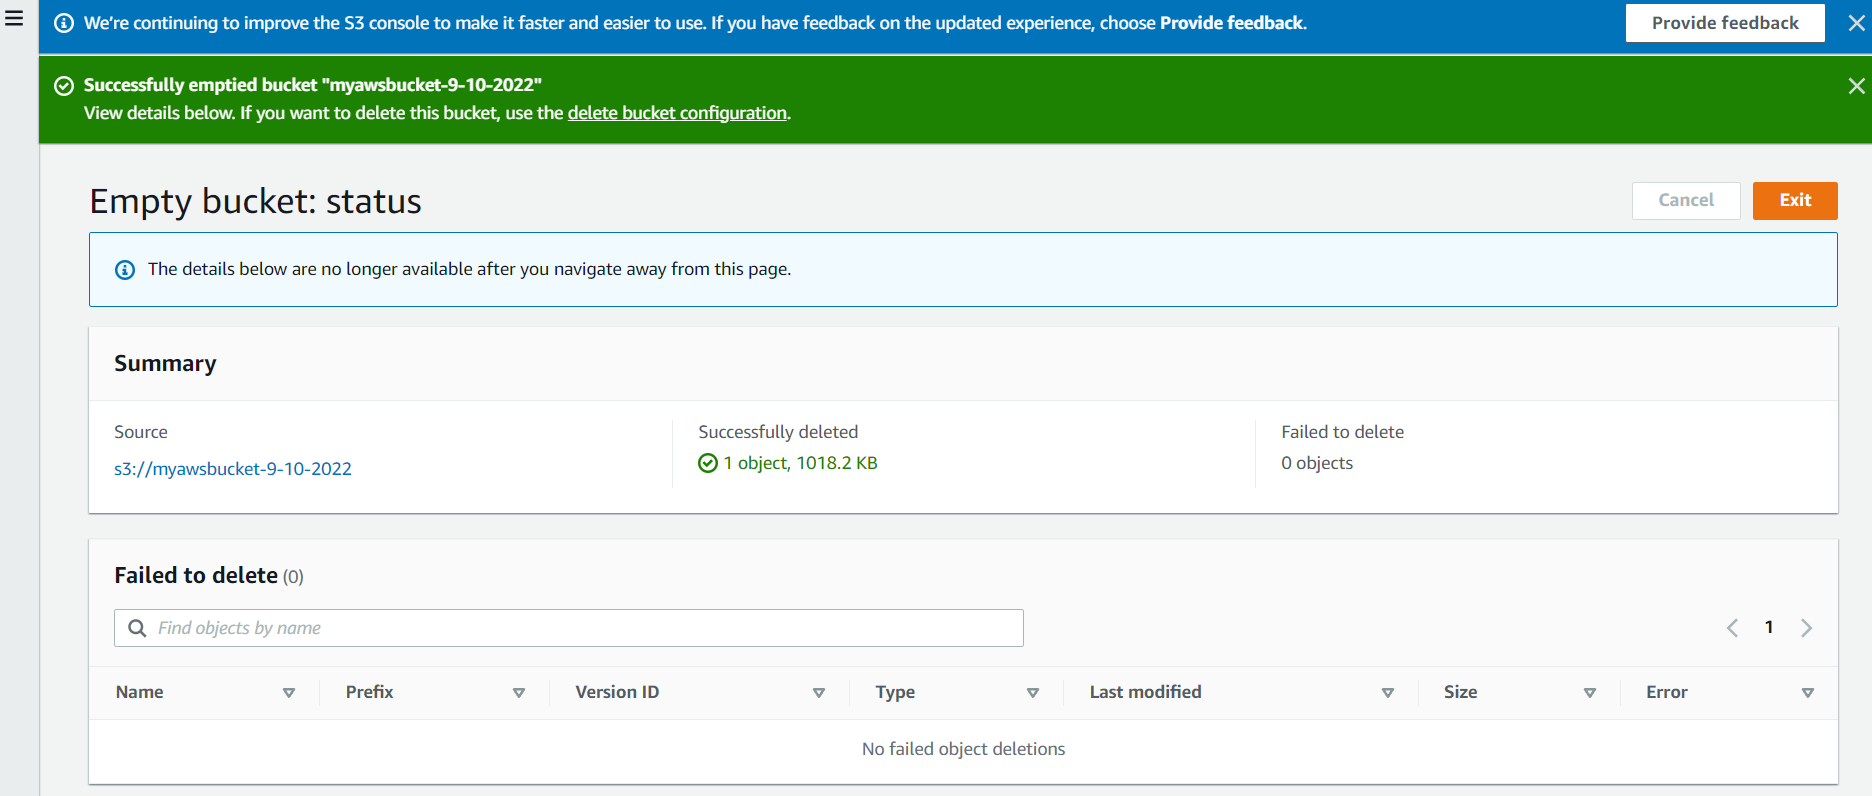 We're continuing to improve the S3 console to make it faster and easier to use. If you have feedback on the updated experience, choose Provide feedback.
Provide feedback
Successfully emptied bucket "myawsbucket-9-10-2022"
View details below. If you want to delete this bucket, use the delete bucket configuration.
Empty bucket: status
Cancel
Exit
The details below are no longer available after you navigate away from this page.
Summary
Source
s3://myawsbucket-9-10-2022
Successfully deleted
1 object, 1018.2 KB
Failed to delete
0 objects
Failed to delete (0)
Find objects by name
1
Name Prefix Version ID Type Last modified Size Error
No failed object deletions